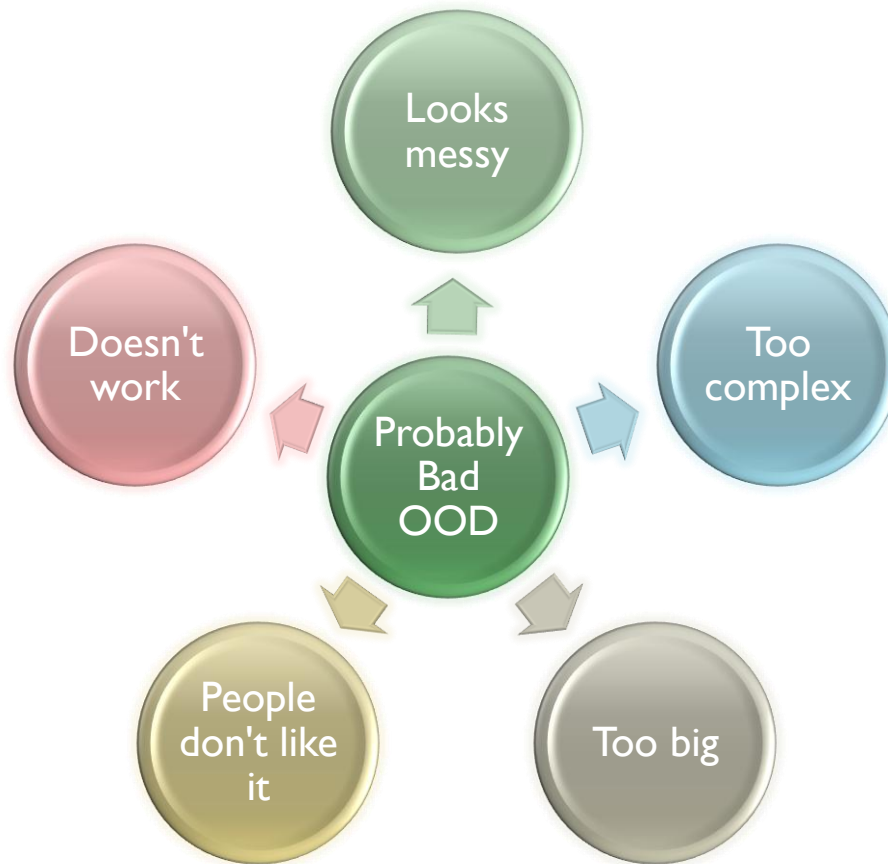 Looks
messy
Doesn't
work
Too
complex
Probably
Bad
OOD
People
don't like
it
Too big